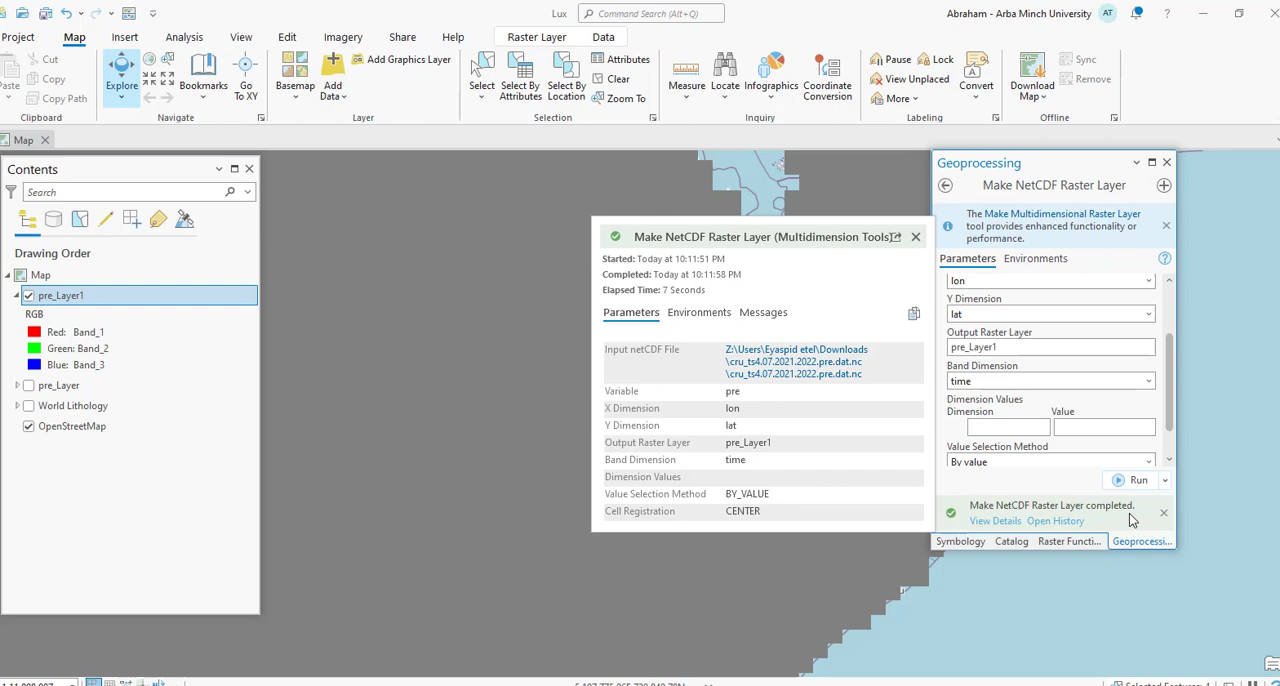 Lux
Command Search (Alt+Q)
Abraham - Arba Minch University
AT
?
Project
Map
Insert
Analysis
View
Edit
Imagery
Share
Help
Raster Layer
Data
Paste
Cut
Copy
Copy Path
Clipboard
Explore
Bookmarks
Go To XY
Navigate
Basemap
Add Data
Add Graphics Layer
Layer
Select
Select By Attributes
Select By Location
Attributes
Clear
Zoom To
Selection
Measure
Locate
Infographics
Coordinate Conversion
Inquiry
Pause
Lock
View Unplaced
More
Convert
Labeling
Download Map
Sync
Remove
Offline
Map
Contents
Search
Drawing Order
Map
pre_Layer1
RGB
Red: Band_1
Green: Band_2
Blue: Band_3
pre_Layer
World Lithology
OpenStreetMap
Make NetCDF Raster Layer (Multidimension Tools)
Started: Today at 10:11:51 PM
Completed: Today at 10:11:58 PM
Elapsed Time: 7 Seconds
Parameters Environments Messages
Input netCDF File Z:\Users\Eyaspid etel\Downloads
\cru_ts4.07.2021.2022.pre.dat.nc
\cru_ts4.07.2021.2022.pre.dat.nc
Variable pre
X Dimension lon
Y Dimension lat
Output Raster Layer pre_Layer1
Band Dimension time
Dimension Values
Value Selection Method BY_VALUE
Cell Registration CENTER
Geoprocessing
Make NetCDF Raster Layer
The Make Multidimensional Raster Layer
tool provides enhanced functionality or
performance.
Parameters Environments
lon
Y Dimension
lat
Output Raster Layer
pre_Layer1
Band Dimension
time
Dimension Values
Dimension Value
Value Selection Method
By value
Run
Make NetCDF Raster Layer completed.
View Details Open History
Symbology Catalog Raster Functi... Geoprocessi...
Selected Features: 4